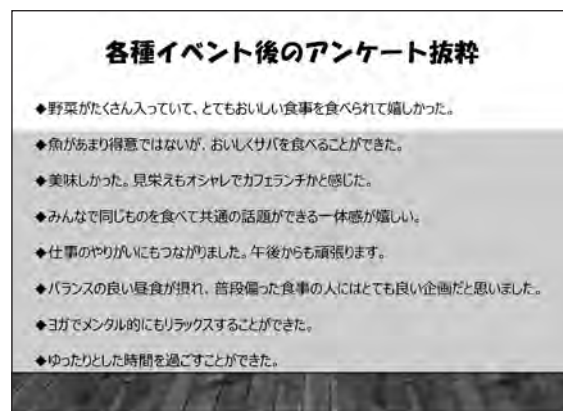 各種イベント後のアンケート抜粋
◆野菜がたくさん入っていて、とてもおいしい食事を食べられて嬉しかった。
◆魚があまり得意ではないが、おいしくサバを食べることができた。
◆美味しかった。見栄えもオシャレでカフェランチかと感じた。
◆みんなで同じものを食べて共通の話題ができる一体感が嬉しい。
◆仕事のやりがいにもつながりました。午後からも頑張ります。
◆バランスの良い昼食が摂れ、普段偏った食事の人にはとても良い企画だと思いました。
◆ヨガでメンタル的にもリラックスすることができた。
◆ゆったりとした時間を過ごすことができた。